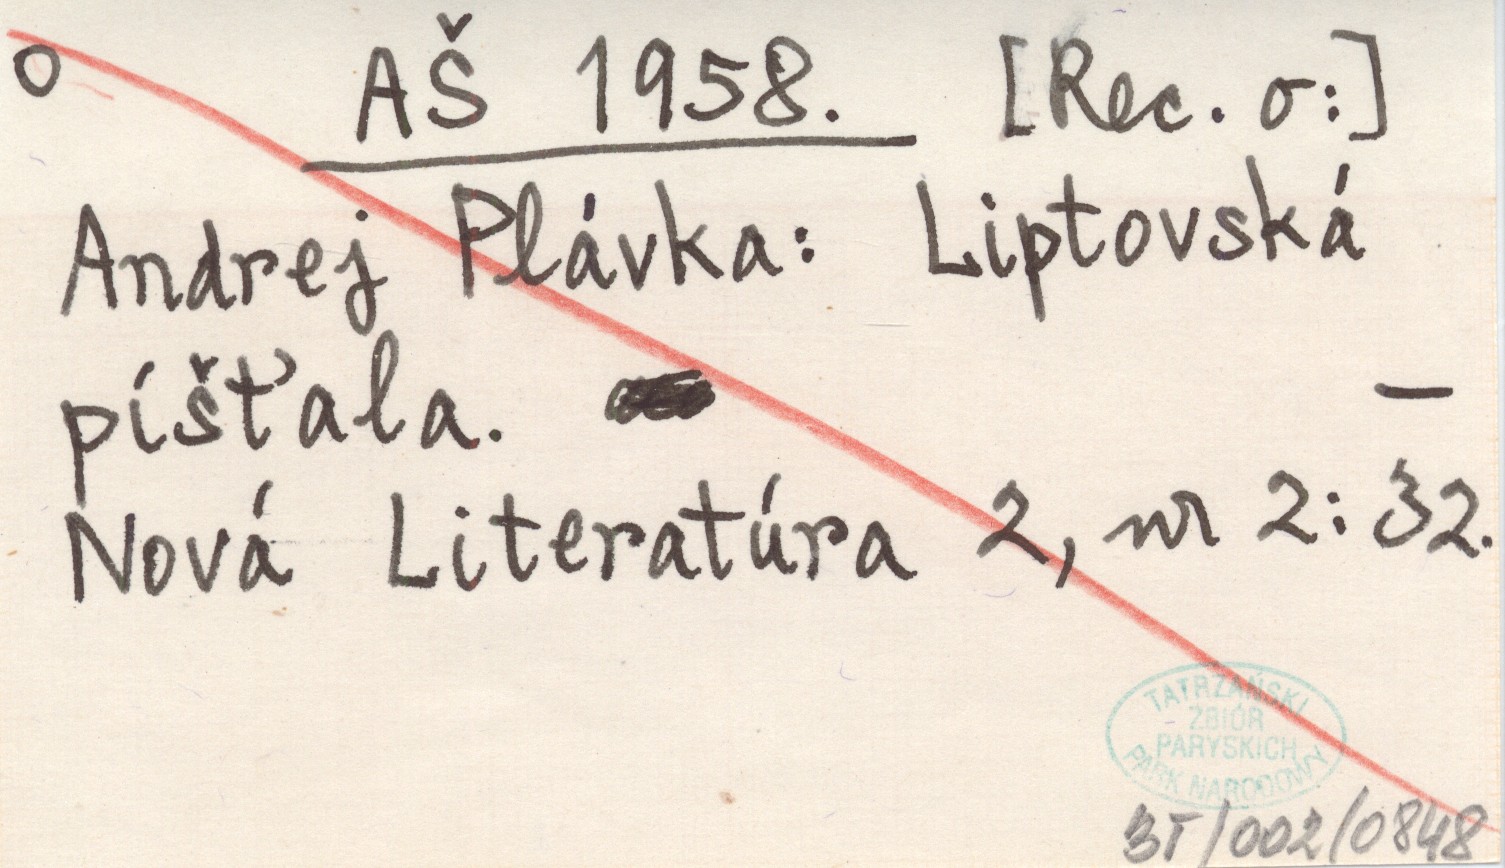 o AŠ 1958. [Rec. o:]
Andrej Plávka: Liptovská
píšťala. —
Nová Literatúra 2, nr 2: 32.
TATRZAŃSKI
ZBIÓR
PARYSKICH
PARK NARODOWY
3T/002/0848